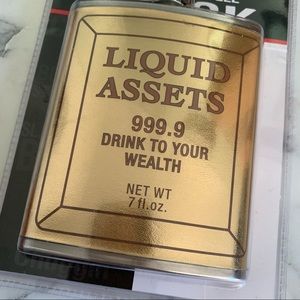 LIQUID
ASSETS
999.9
DRINK TO YOUR
WEALTH
NET WT
7 fl.oz.